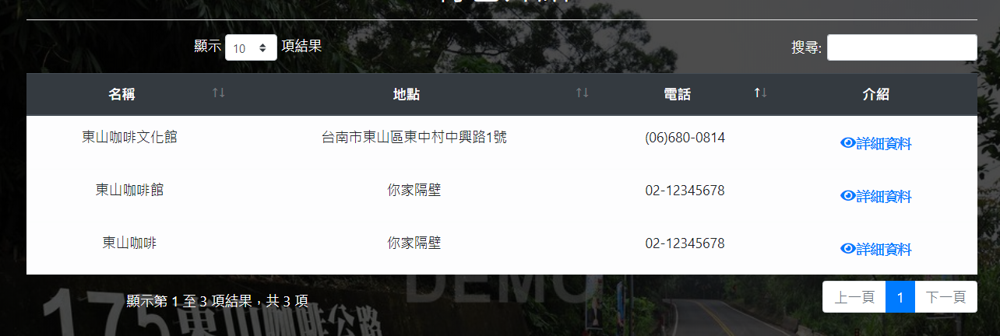 顯示 10 項結果
搜尋:
名稱 地點 電話 介紹
東山咖啡文化館 台南市東山區東中村中興路1號 (06)680-0814 詳細資料
東山咖啡館 你家隔壁 02-12345678 詳細資料
東山咖啡 你家隔壁 02-12345678 詳細資料
DEMO
顯示第 1 至 3 項結果，共 3 項
上一頁 1 下一頁
175東山咖啡公路